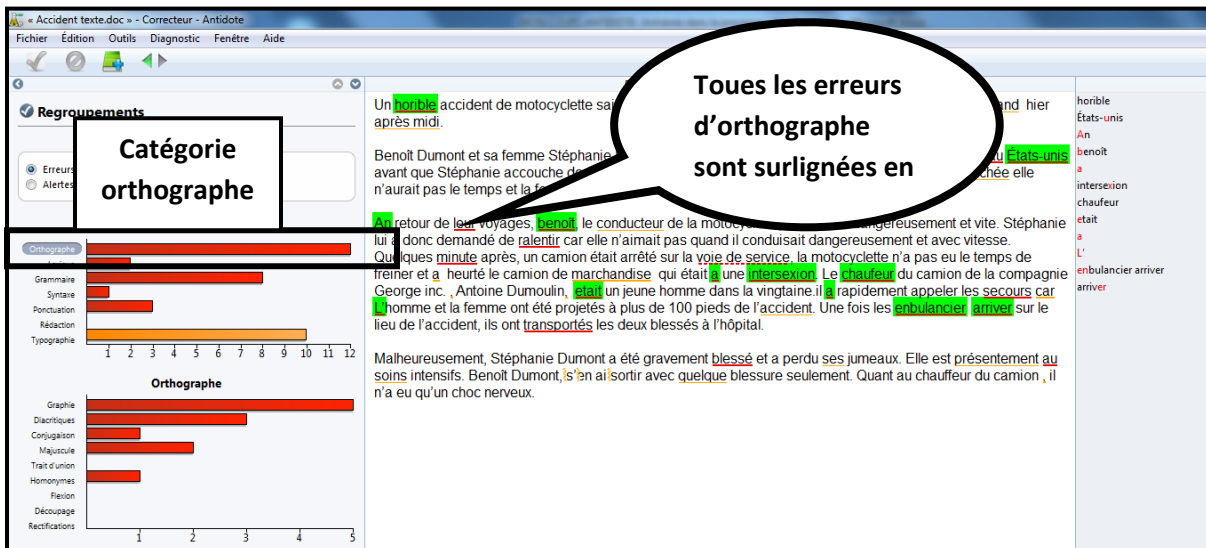 « Accident texte.doc » - Correcteur - Antidote
Fichier Édition Outils Diagnostic Fenêtre Aide
Regroupements
Catégorie
orthographe
Erreurs
Alertes
Orthographe
Grammaire
Syntaxe
Ponctuation
Rédaction
Typographie
1 2 3 4 5 6 7 8 9 10 11 12
Orthographe
Graphie
Diacritiques
Conjugaison
Majuscule
Trait d'union
Homonymes
Flexion
Découpage
Rectifications
1 2 3 4 5
Toues les erreurs
d'orthographe
sont surlignées en
Un horible accident de motocyclette hier
après midi.
Benoît Dumont et sa femme Stéphanie États-unis
avant que Stéphanie accouche elle
n'aurait pas le temps et la
An retour de leur voyages, benoît, le conducteur de la et vite. Stéphanie
lui a donc demandé de ralentir car elle n'aimait pas quand il conduisait dangereusement et avec vitesse.
Quelques minute après, un camion était arrêté sur la voie de service, la motocyclette n'a pas eu le temps de
freiner et a heurté le camion de marchandise qui était a une intersexion. Le chaufeur du camion de la compagnie
George inc. , Antoine Dumoulin, etait un jeune homme dans la vingtaine.il a rapidement appeler les secours car
L'homme et la femme ont été projetés à plus de 100 pieds de l'accident. Une fois les enbulancier arriver sur le
lieu de l'accident, ils ont transportés les deux blessés à l'hôpital.
Malheureusement, Stéphanie Dumont a été gravement blessé et a perdu ses jumeaux. Elle est présentement au
soins intensifs. Benoît Dumont, s'en ai sortir avec quelque blessure seulement. Quant au chauffeur du camion , il
n'a eu qu'un choc nerveux.
horible
États-unis
An
benoît
a
intersexion
chaufeur
etait
a
L'
enbulancier arriver
arriver